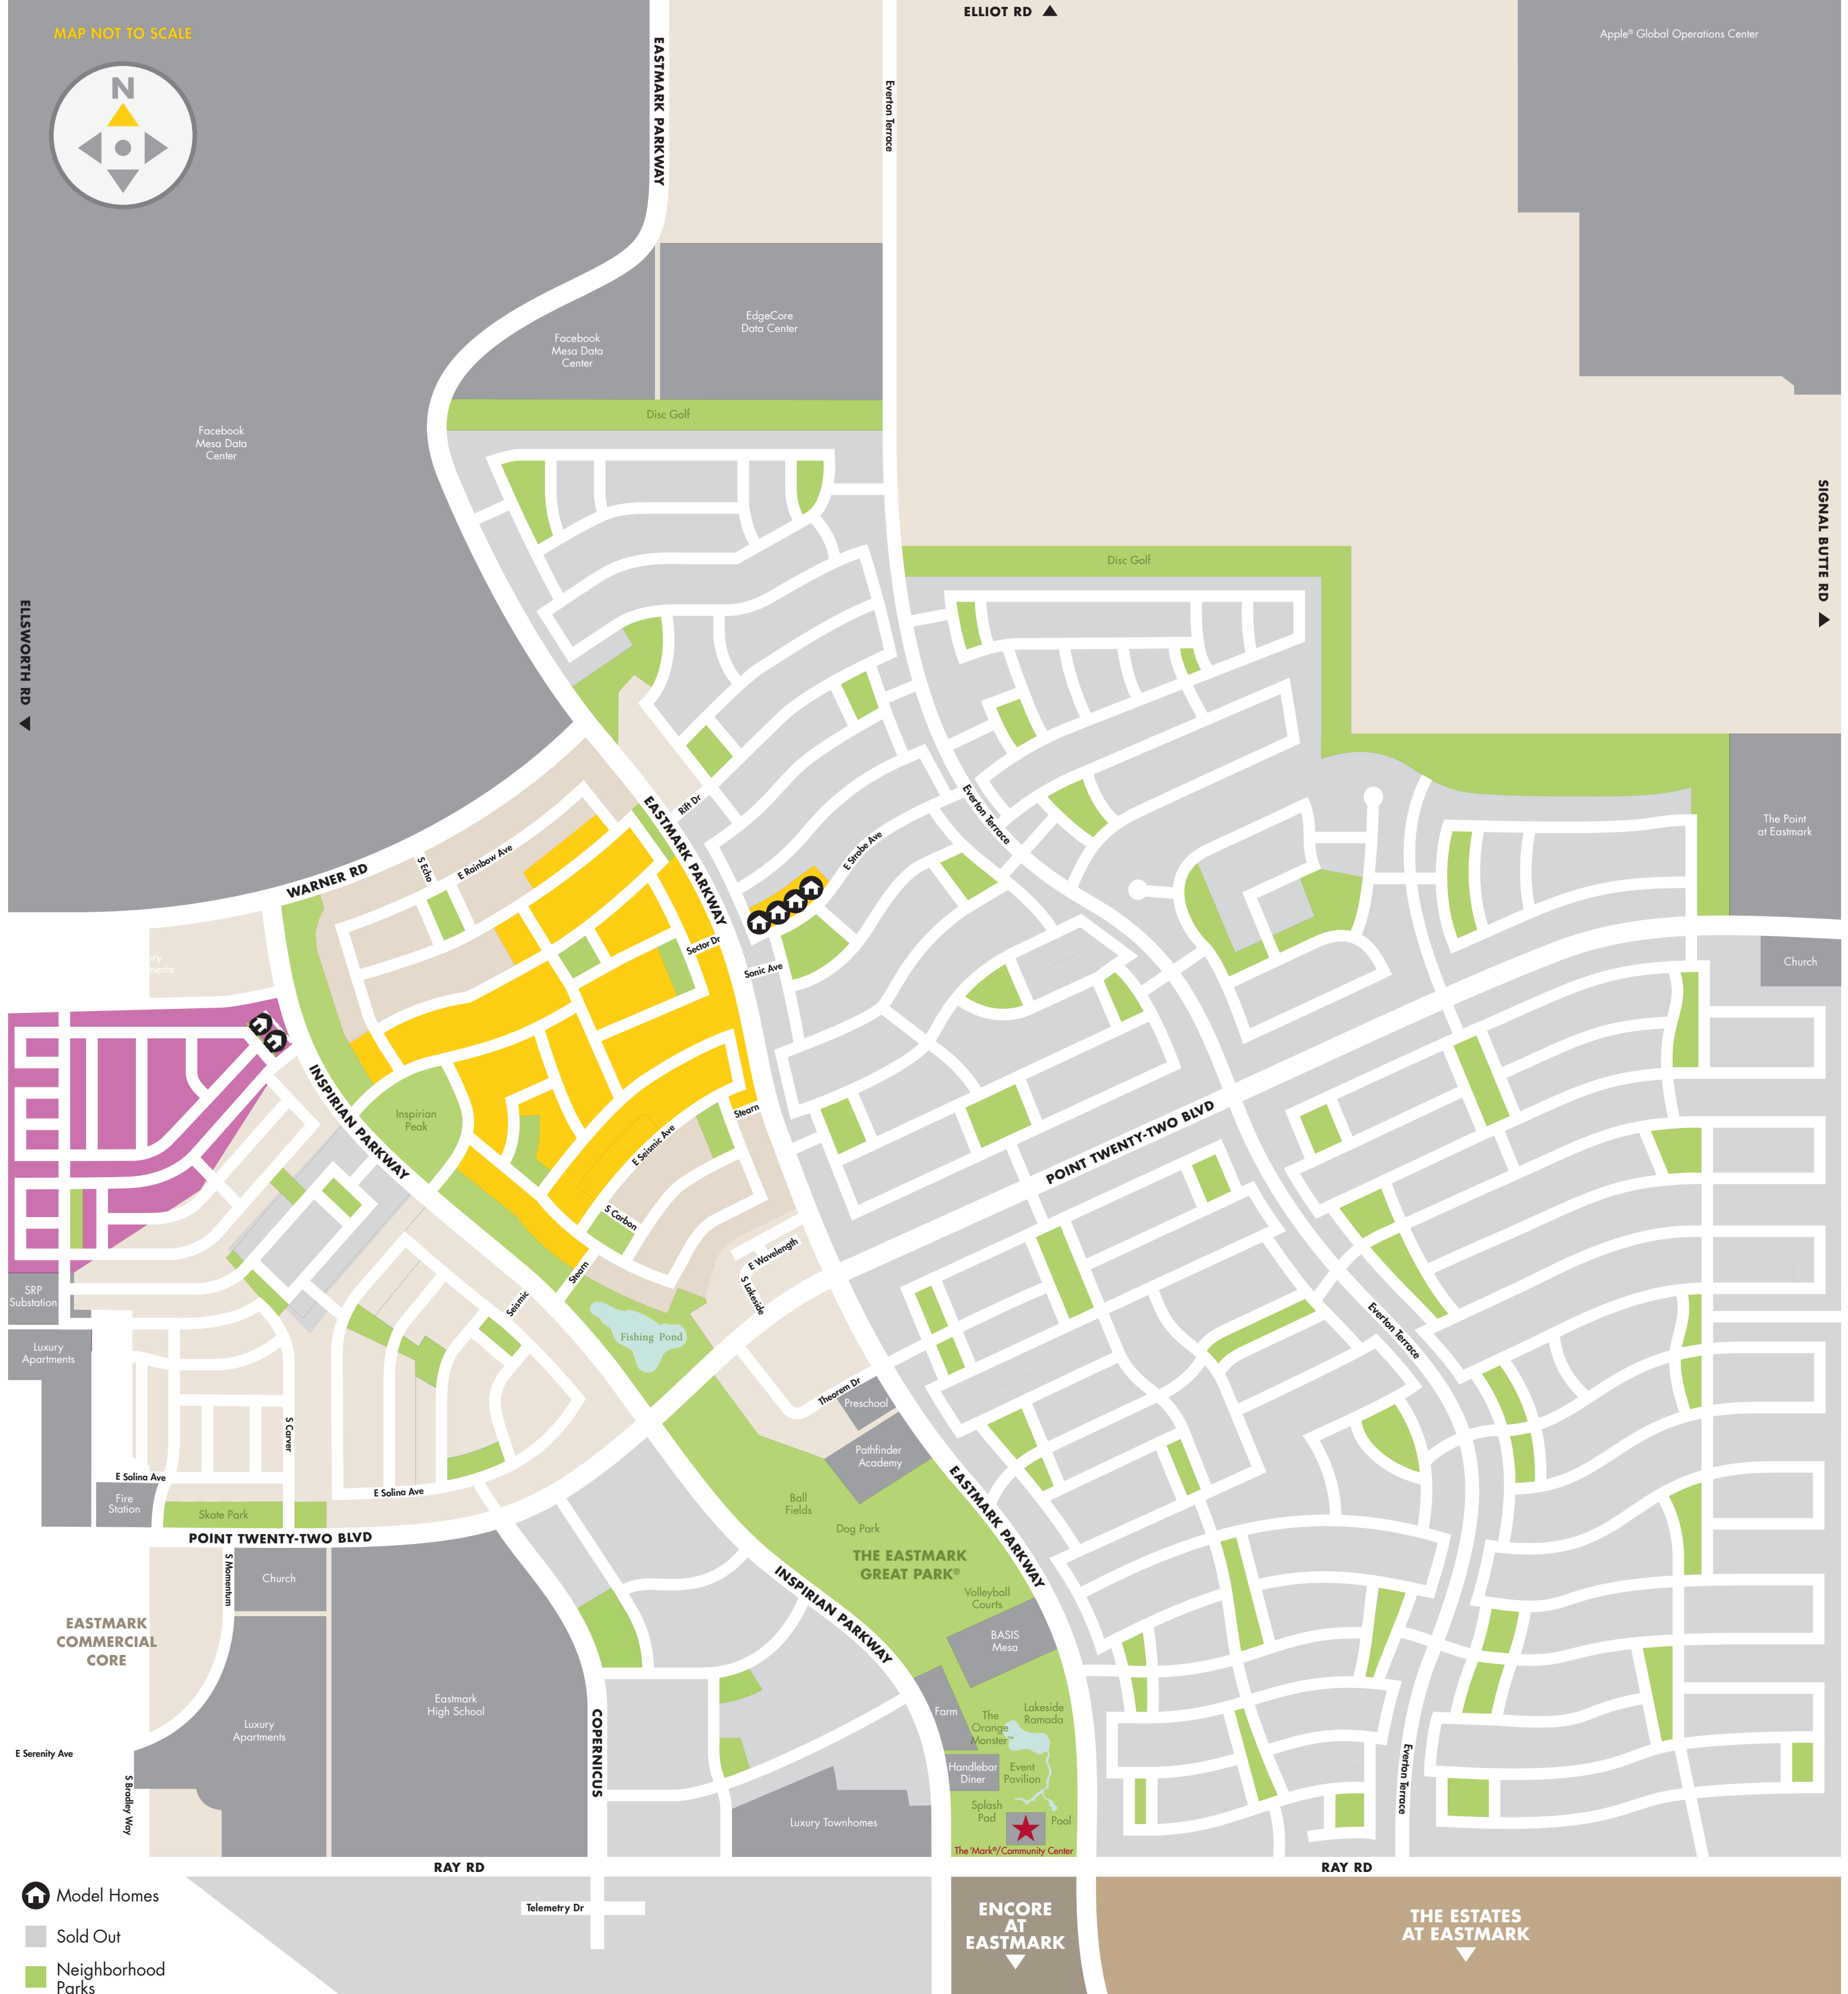 MAP NOT TO SCALE
N
ELLIOT RD
Apple® Global Operations Center
EASTMARK PARKWAY
Everton Terrace
EdgeCore
Data Center
Facebook
Mesa Data
Center
Disc Golf
Facebook
Mesa Data
Center
SIGNAL BUTTE RD
Disc Golf
ELLSWORTH RD
Rift Dr
EASTMARK PARKWAY
Everton Terrace
The Point
at Eastmark
E Strobe Ave
E Rainbow Ave
S Echo
WARNER RD
Sector Dr
Sonic Ave
Church
Inspirian
Peak
INSPIRIAN PARKWAY
Stearn
POINT TWENTY-TWO BLVD
E Seismic Ave
S Carbon
E Wavelength
S Lakeside
Stearn
Seismic
SRP
Substation
Fishing Pond
Everton Terrace
Luxury
Apartments
Theorem Dr
Preschool
Pathfinder
Academy
S Carver
E Solina Ave
E Solina Ave
Fire
Station
Skate Park
POINT TWENTY-TWO BLVD
Ball
Fields
Dog Park
EASTMARK PARKWAY
THE EASTMARK
GREAT PARK®
S Momentum
Church
INSPIRIAN PARKWAY
Volleyball
Courts
BASIS
Mesa
EASTMARK
COMMERCIAL
CORE
Eastmark
High School
Luxury
Apartments
COPERNICUS
Farm
The
Orange
Monster™
Lakeside
Ramada
E Serenity Ave
S Bradley Way
Handlebar
Diner
Event
Pavilion
Everton Terrace
Splash
Pad
Pool
Luxury Townhomes
The 'Mark®/Community Center
RAY RD
RAY RD
Model Homes
Telemetry Dr
ENCORE
AT
EASTMARK
THE ESTATES
AT EASTMARK
Sold Out
Neighborhood
Parks